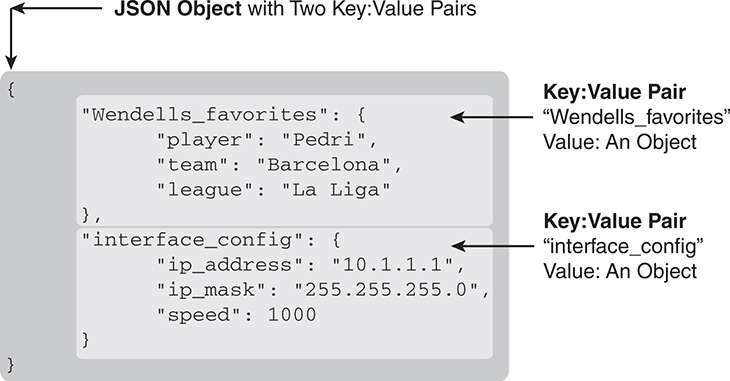 JSON Object with Two Key:Value Pairs
{
"Wendells_favorites": {
"player": "Pedri",
"team": "Barcelona",
"league": "La Liga"
},
"interface_config": {
"ip_address": "10.1.1.1",
"ip_mask": "255.255.255.0",
"speed": 1000
}
}
Key:Value Pair
“Wendells_favorites”
Value: An Object
Key:Value Pair
“interface_config”
Value: An Object